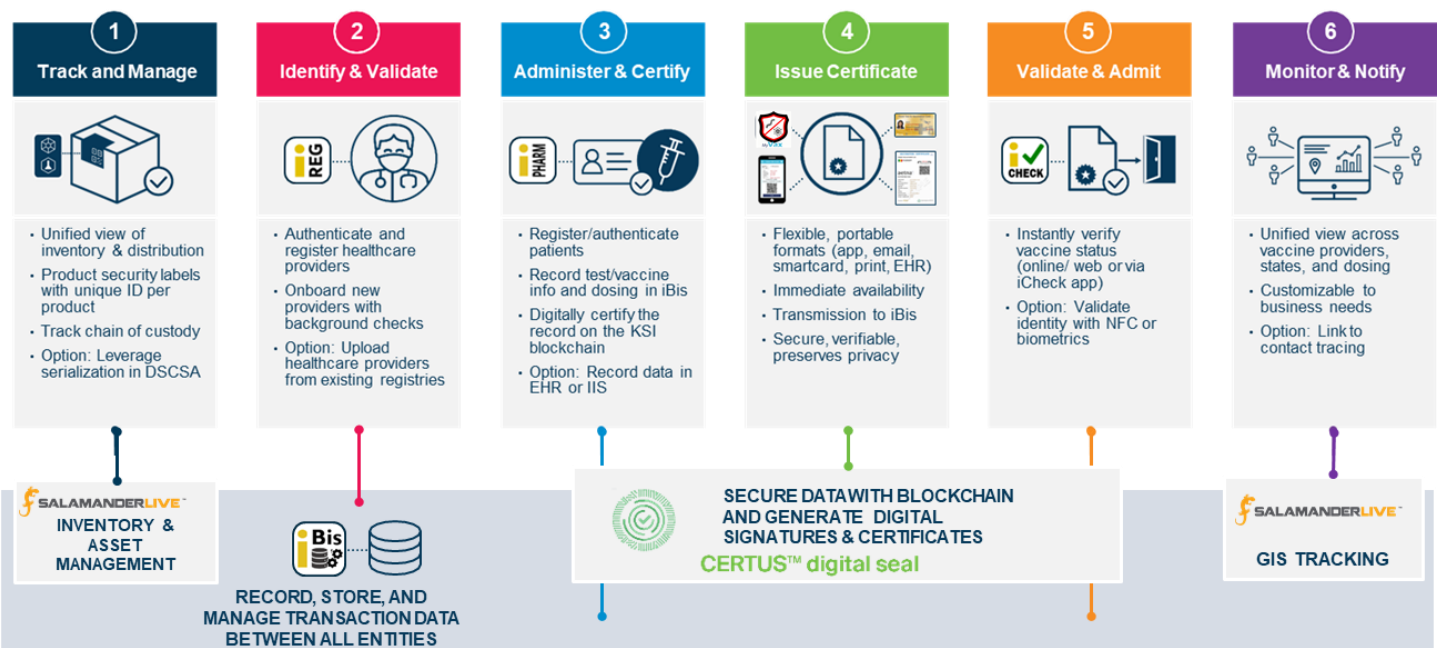 1
Track and Manage
2
Identify & Validate
3
Administer & Certify
4
Issue Certificate
5
Validate & Admit
6
Monitor & Notify
i
REG
i
PHARM
i
CHECK
• Unified view of
inventory & distribution
• Product security labels
with unique ID per
product
• Track chain of custody
• Option: Leverage
serialization in DSCSA
• Authenticate and
register healthcare
providers
• Onboard new
providers with
background checks
• Option: Upload
healthcare providers
from existing registries
• Register/authenticate
patients
• Record test/vaccine
info and dosing in iBis
• Digitally certify the
record on the KSI
blockchain
• Option: Record data in
EHR or IIS
• Flexible, portable
formats (app, email,
smartcard, print, EHR)
• Immediate availability
• Transmission to iBis
• Secure, verifiable,
preserves privacy
• Instantly verify
vaccine status
(online/ web or via
iCheck app)
• Option: Validate
identity with NFC or
biometrics
• Unified view across
vaccine providers,
states, and dosing
• Customizable to
business needs
• Option: Link to
contact tracing
SALAMANDERLIVE™
INVENTORY &
ASSET
MANAGEMENT
iBis
RECORD, STORE, AND
MANAGE TRANSACTION DATA
BETWEEN ALL ENTITIES
SECURE DATA WITH BLOCKCHAIN
AND GENERATE DIGITAL
SIGNATURES & CERTIFICATES
CERTUS™ digital seal
SALAMANDERLIVE™
GIS TRACKING